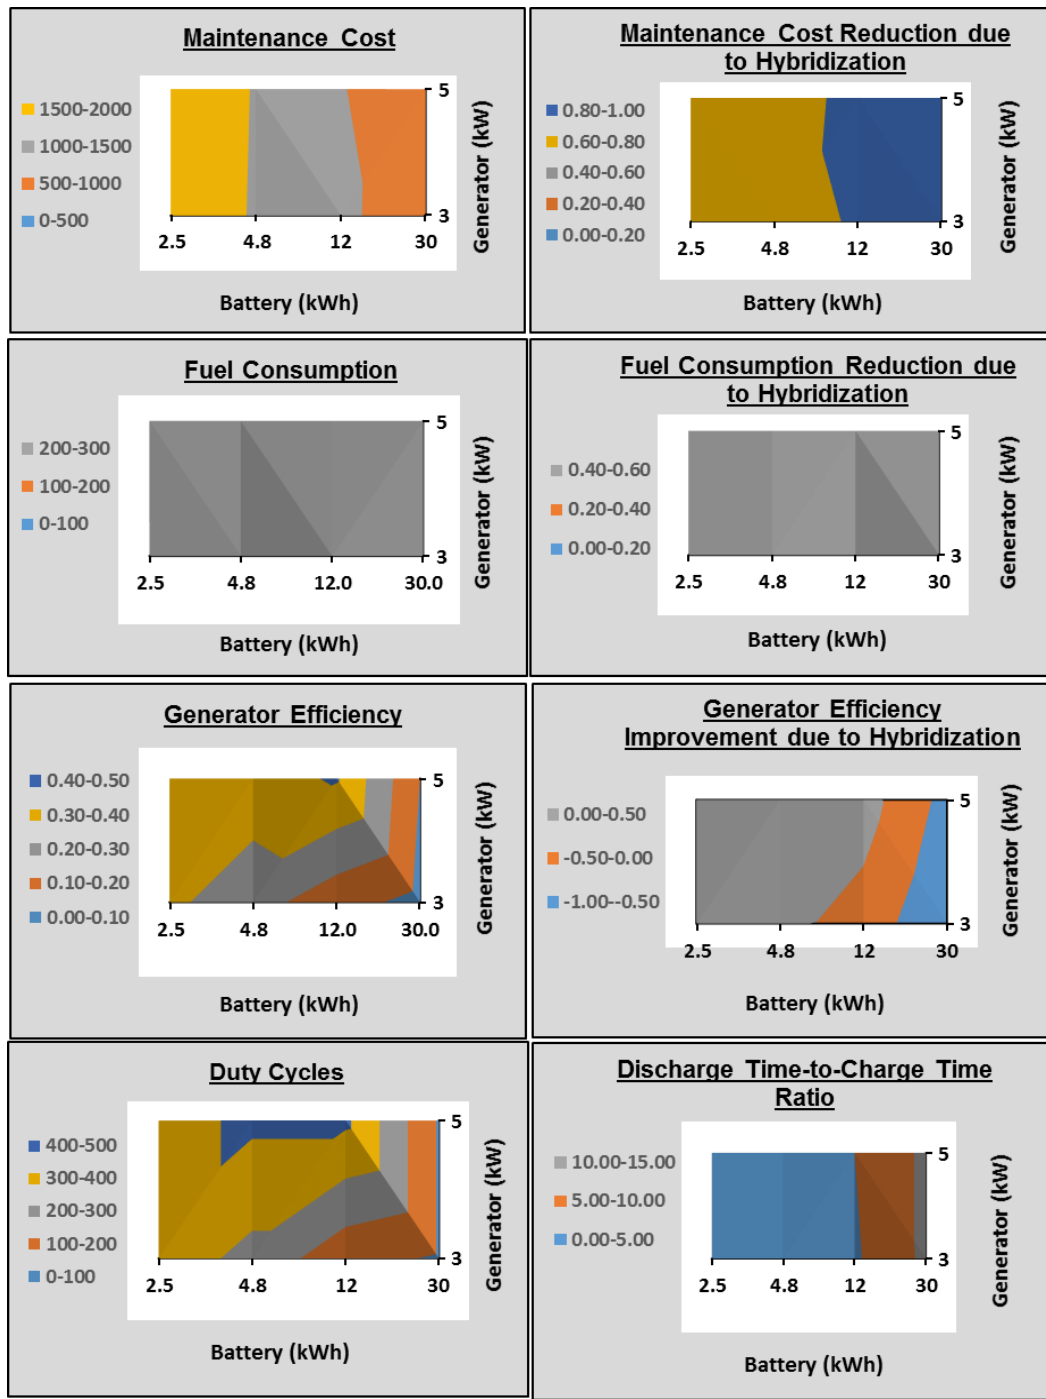 Maintenance Cost
1500-2000
1000-1500
500-1000
0-500
5
3
Generator (kW)
2.5 4.8 12 30
Battery (kWh)
Maintenance Cost Reduction due
to Hybridization
0.80-1.00
0.60-0.80
0.40-0.60
0.20-0.40
0.00-0.20
5
3
Generator (kW)
2.5 4.8 12 30
Battery (kWh)
Fuel Consumption
200-300
100-200
0-100
5
3
Generator (kW)
2.5 4.8 12.0 30.0
Battery (kWh)
Fuel Consumption Reduction due
to Hybridization
0.40-0.60
0.20-0.40
0.00-0.20
5
3
Generator (kW)
2.5 4.8 12 30
Battery (kWh)
Generator Efficiency
0.40-0.50
0.30-0.40
0.20-0.30
0.10-0.20
0.00-0.10
5
3
Generator (kW)
2.5 4.8 12.0 30.0
Battery (kWh)
Generator Efficiency
Improvement due to Hybridization
0.00-0.50
-0.50-0.00
-1.00--0.50
5
3
Generator (kW)
2.5 4.8 12 30
Battery (kWh)
Duty Cycles
400-500
300-400
200-300
100-200
0-100
5
3
Generator (kW)
2.5 4.8 12 30
Battery (kWh)
Discharge Time-to-Charge Time
Ratio
10.00-15.00
5.00-10.00
0.00-5.00
5
3
Generator (kW)
2.5 4.8 12 30
Battery (kWh)